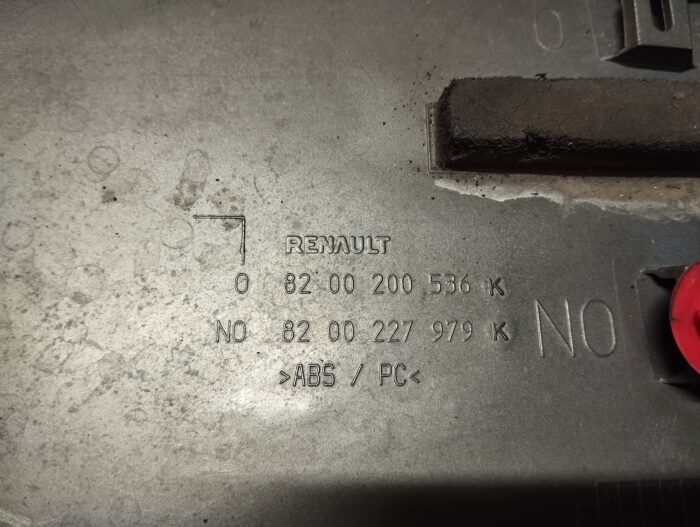 RENAULT
O 82 00 200 536 K
NO 82 00 227 979 K
NO
>ABS / PC<